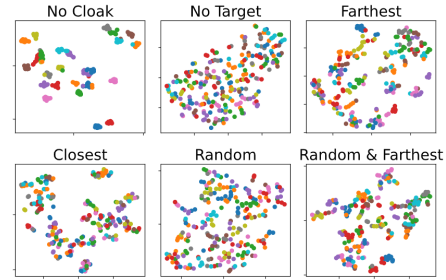 No Cloak
No Target
Farthest
Closest
Random
Random & Farthest